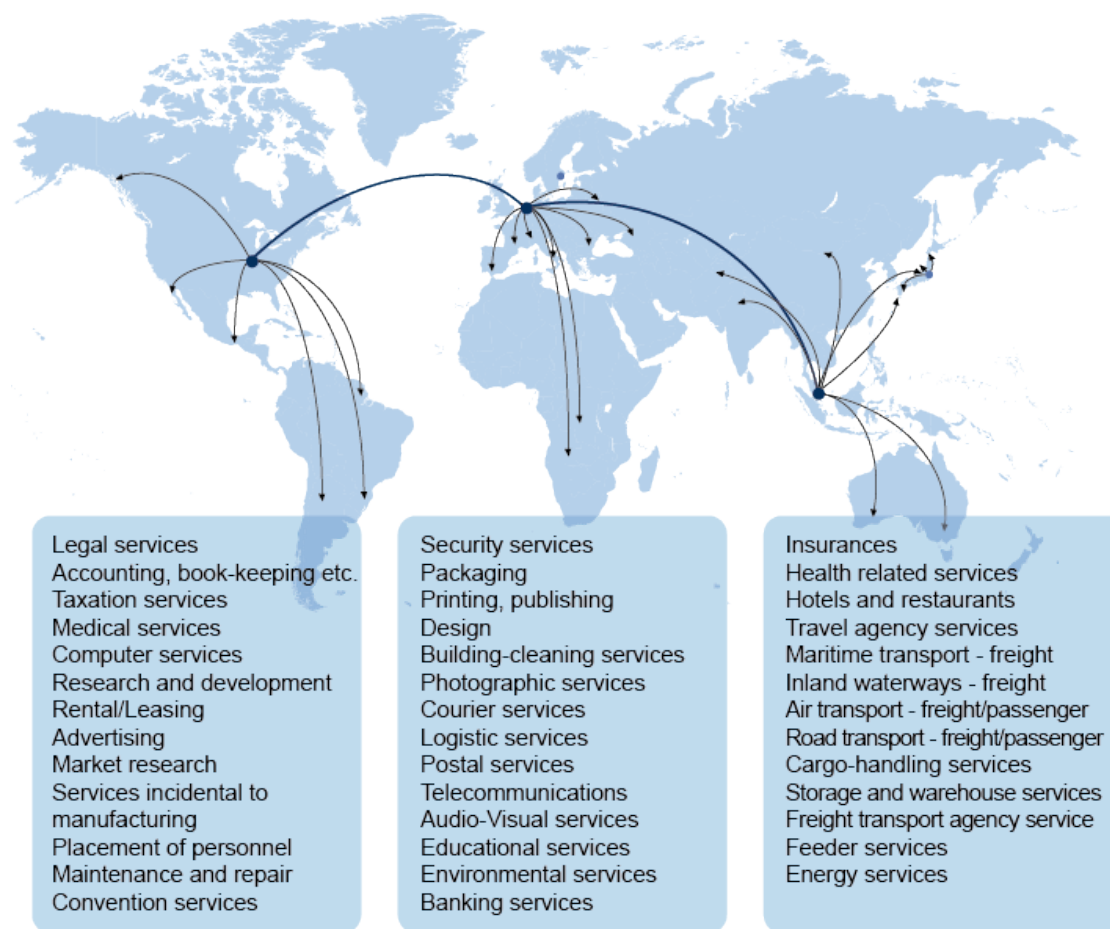 Legal services
Accounting, book-keeping etc.
Taxation services
Medical services
Computer services
Research and development
Rental/Leasing
Advertising
Market research
Services incidental to
manufacturing
Placement of personnel
Maintenance and repair
Convention services
Security services
Packaging
Printing, publishing
Design
Building-cleaning services
Photographic services
Courier services
Logistic services
Postal services
Telecommunications
Audio-Visual services
Educational services
Environmental services
Banking services
Insurances
Health related services
Hotels and restaurants
Travel agency services
Maritime transport - freight
Inland waterways - freight
Air transport - freight/passenger
Road transport - freight/passenger
Cargo-handling services
Storage and warehouse services
Freight transport agency service
Feeder services
Energy services